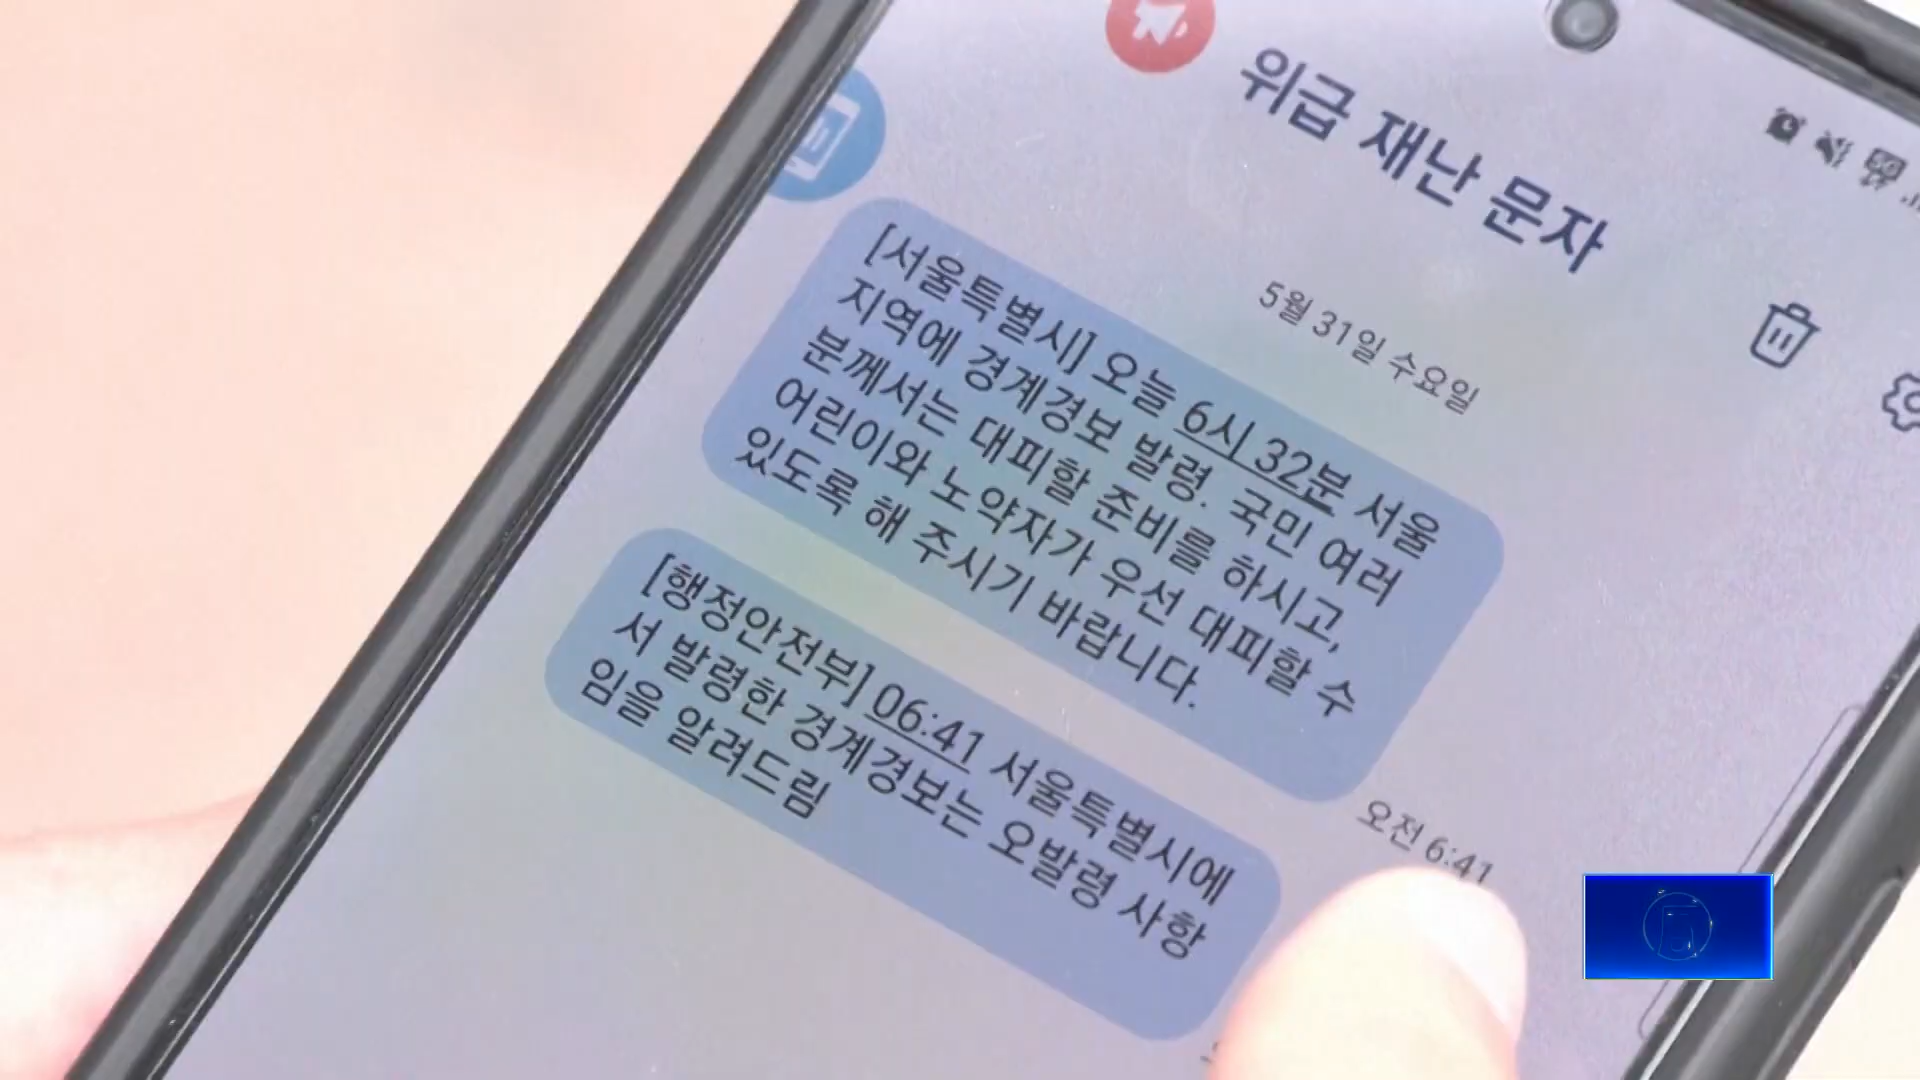 위급 재난 문자
5월 31일 수요일
[서울특별시] 오늘 6시 32분 서울
지역에 경계경보 발령. 국민 여러
분께서는 대피할 준비를 하시고,
어린이와 노약자가 우선 대피할 수
있도록 해 주시기 바랍니다.
오전 6:41
[행정안전부] 06:41 서울특별시에
서 발령한 경계경보는 오발령 사항
임을 알려드림